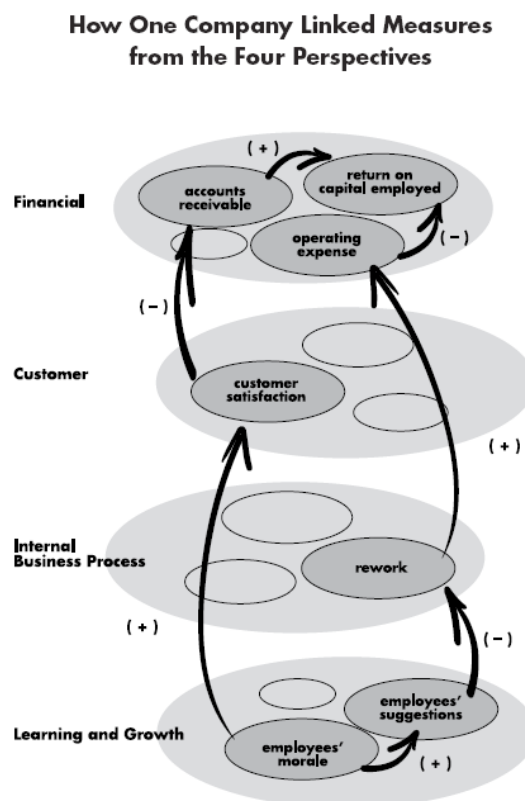 How One Company Linked Measures
from the Four Perspectives
Financial
accounts
receivable
( + )
return on
capital employed
operating
expense
( – )
( – )
Customer
customer
satisfaction
( + )
Internal
Business Process
rework
( + )
( – )
Learning and Growth
employees'
suggestions
employees'
morale
( + )